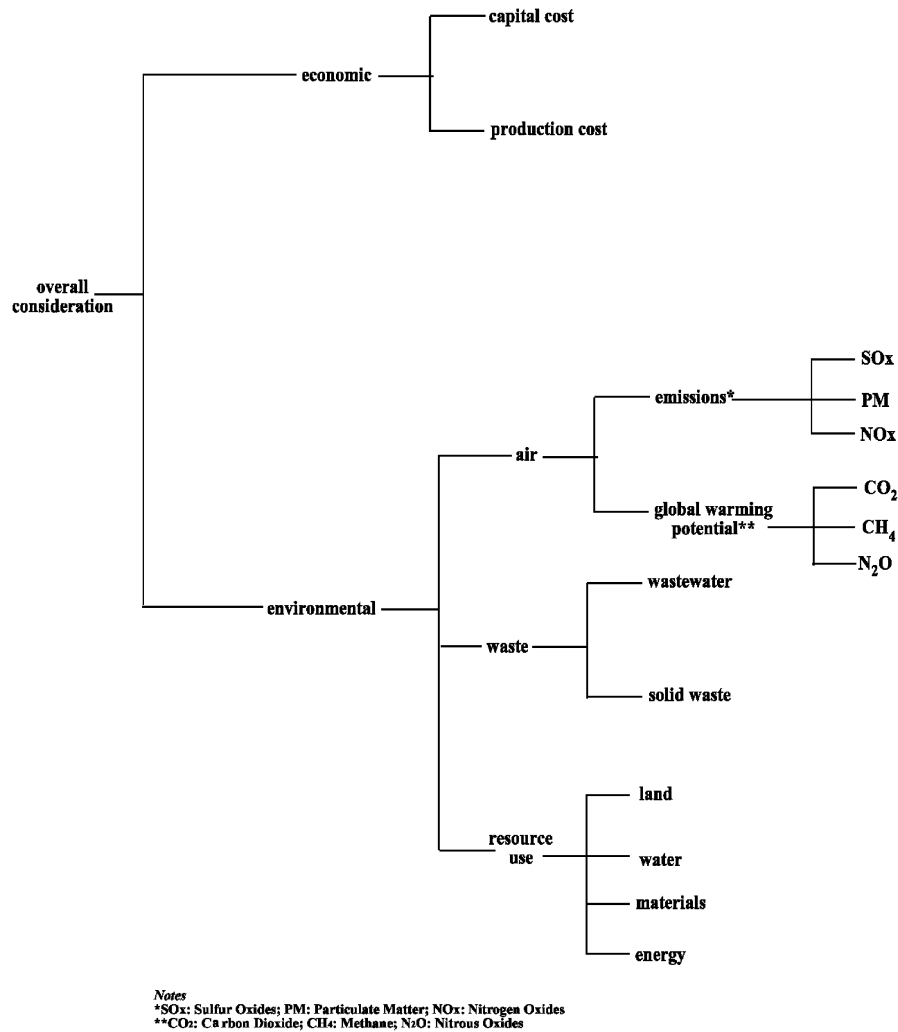 capital cost
economic
production cost
overall
consideration
SOx
emissions*
PM
NOx
air
CO₂
global warming
potential**
CH₄
N₂O
wastewater
environmental
waste
solid waste
land
resource
use
water
materials
energy
Notes
*SOx: Sulfur Oxides; PM: Particulate Matter; NOx: Nitrogen Oxides
**CO₂: Carbon Dioxide; CH₄: Methane; N₂O: Nitrous Oxides